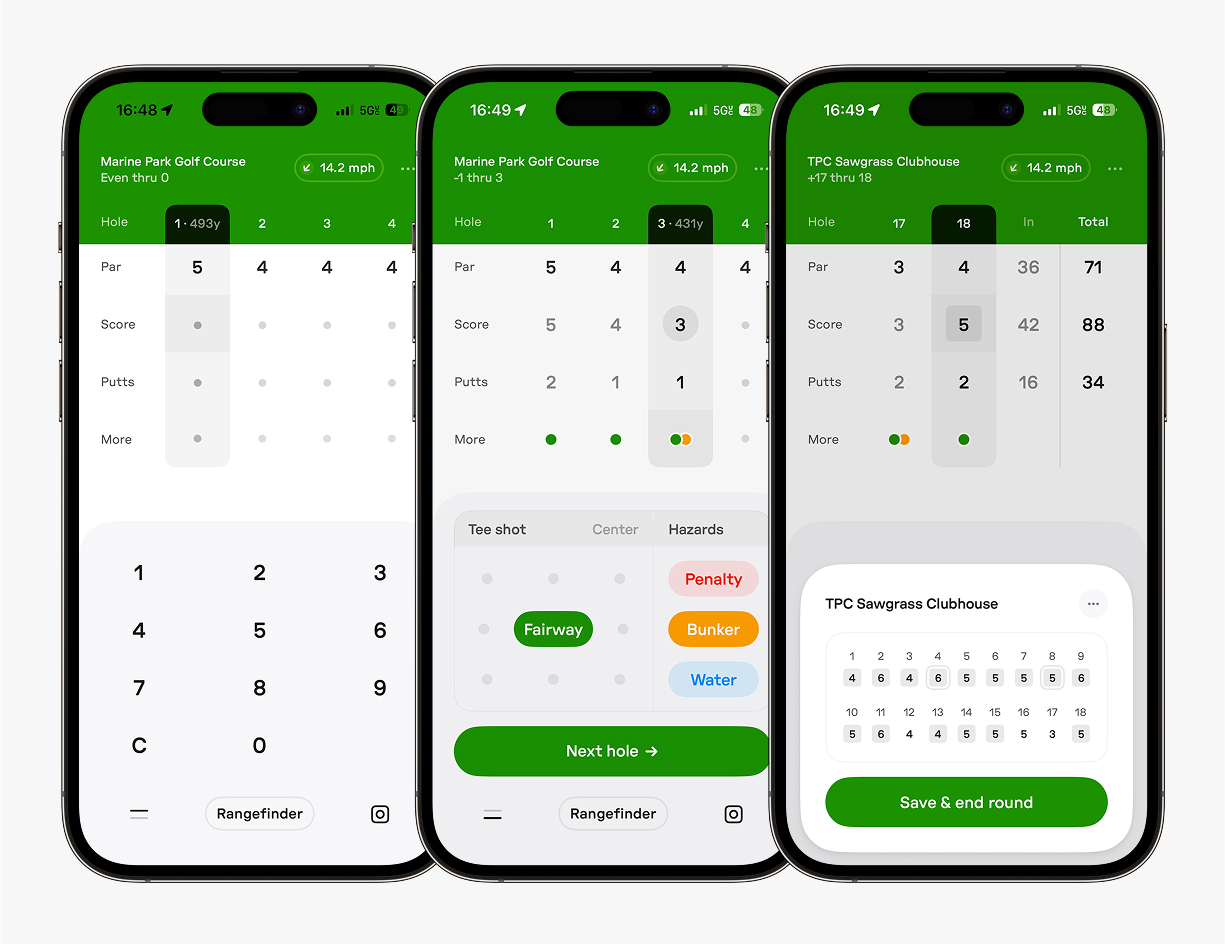 16:48 5G 49
Marine Park Golf Course
Even thru 0
14.2 mph
Hole 1 · 493y 2 3 4
Par 5 4 4 4
Score
Putts
More
1 2 3
4 5 6
7 8 9
C 0
Rangefinder
16:49 5G 48
Marine Park Golf Course
-1 thru 3
14.2 mph
Hole 1 2 3 · 431y 4
Par 5 4 4 4
Score 5 4 3
Putts 2 1 1
More
Tee shot Center Hazards
Penalty
Fairway Bunker
Water
Next hole →
Rangefinder
16:49 5G 48
TPC Sawgrass Clubhouse
+17 thru 18
14.2 mph
Hole 17 18 In Total
Par 3 4 36 71
Score 3 5 42 88
Putts 2 2 16 34
More
TPC Sawgrass Clubhouse
1 2 3 4 5 6 7 8 9
4 6 4 6 5 5 5 5 6
10 11 12 13 14 15 16 17 18
5 6 4 4 5 5 5 3 5
Save & end round